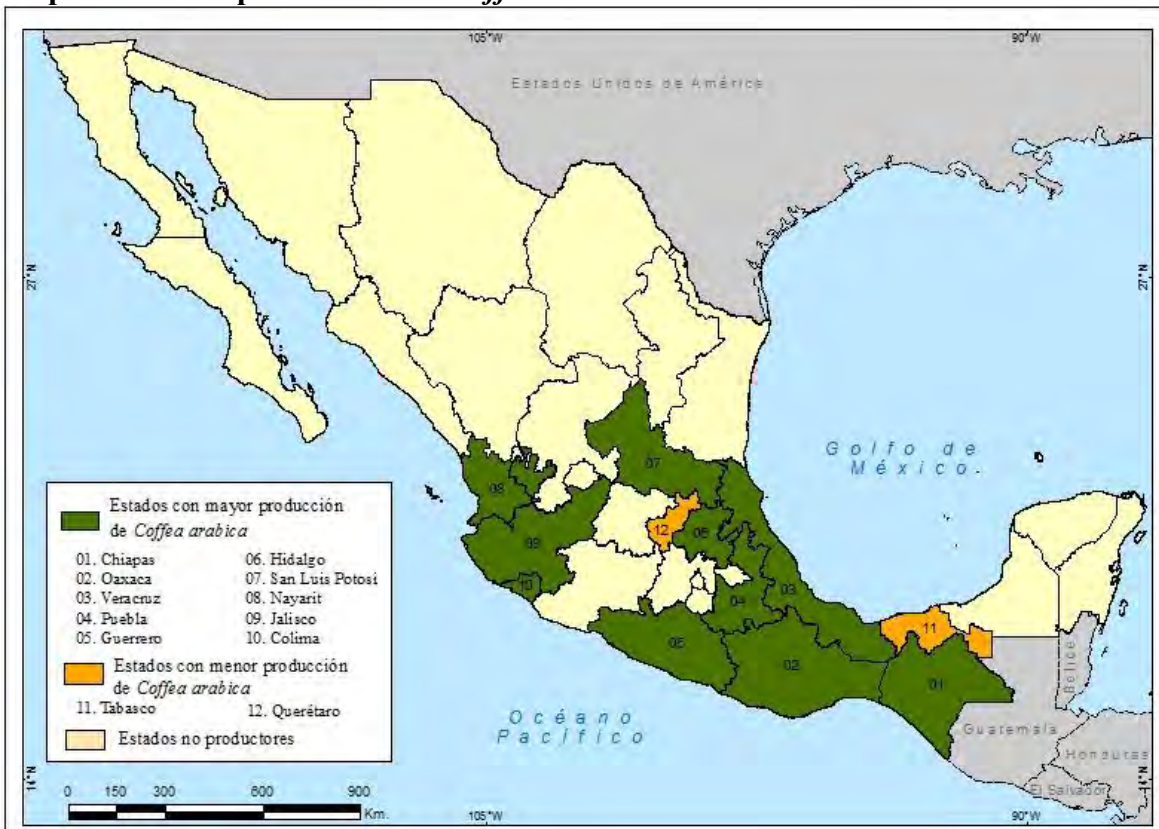 105°W
90°W
Estados Unidos de América
27°N
27°N
Golfo de
México.
07
08
12
06
09
10
04
03
05
02
11
01
Belice
Guatemala
Honduras
El Salvador
Océano
Pacífico
14°N
14°N
Estados con mayor producción
de Coffea arabica
01. Chiapas
02. Oaxaca
03. Veracruz
04. Puebla
05. Guerrero
06. Hidalgo
07. San Luis Potosí
08. Nayarit
09. Jalisco
10. Colima
Estados con menor producción
de Coffea arabica
11. Tabasco
12. Querétaro
Estados no productores
0 150 300 600 900
Km.
105°W
90°W